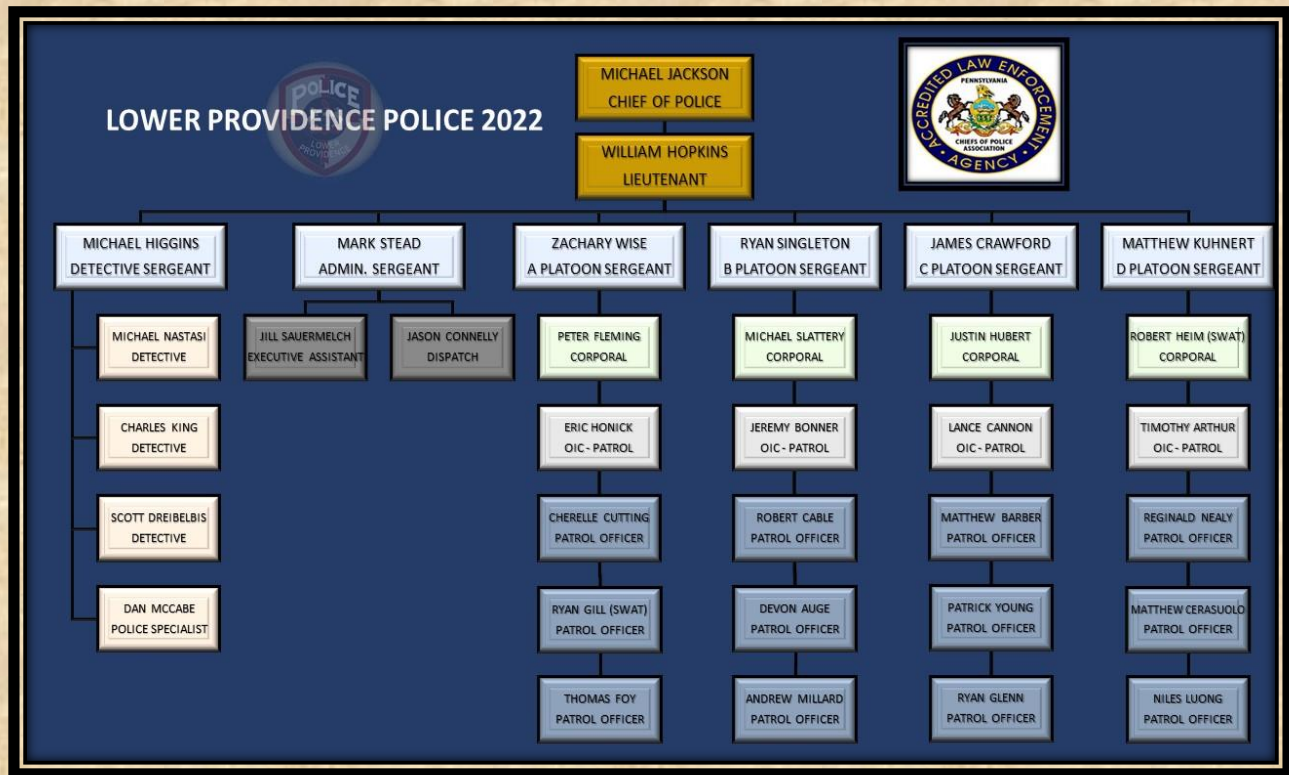 LOWER PROVIDENCE POLICE 2022
POLICE
LOWER
PROVIDENCE
MICHAEL JACKSON
CHIEF OF POLICE
WILLIAM HOPKINS
LIEUTENANT
ACCREDITED LAW ENFORCEMENT AGENCY
PENNSYLVANIA
CHIEFS OF POLICE
ASSOCIATION
MICHAEL HIGGINS
DETECTIVE SERGEANT
MICHAEL NASTASI
DETECTIVE
CHARLES KING
DETECTIVE
SCOTT DREIBELBIS
DETECTIVE
DAN MCCABE
POLICE SPECIALIST
MARK STEAD
ADMIN. SERGEANT
JILL SAUERMELCH
EXECUTIVE ASSISTANT
JASON CONNELLY
DISPATCH
ZACHARY WISE
A PLATOON SERGEANT
PETER FLEMING
CORPORAL
ERIC HONICK
OIC - PATROL
CHERELLE CUTTING
PATROL OFFICER
RYAN GILL (SWAT)
PATROL OFFICER
THOMAS FOY
PATROL OFFICER
RYAN SINGLETON
B PLATOON SERGEANT
MICHAEL SLATTERY
CORPORAL
JEREMY BONNER
OIC - PATROL
ROBERT CABLE
PATROL OFFICER
DEVON AUGE
PATROL OFFICER
ANDREW MILLARD
PATROL OFFICER
JAMES CRAWFORD
C PLATOON SERGEANT
JUSTIN HUBERT
CORPORAL
LANCE CANNON
OIC - PATROL
MATTHEW BARBER
PATROL OFFICER
PATRICK YOUNG
PATROL OFFICER
RYAN GLENN
PATROL OFFICER
MATTHEW KUHNERT
D PLATOON SERGEANT
ROBERT HEIM (SWAT)
CORPORAL
TIMOTHY ARTHUR
OIC - PATROL
REGINALD NEALY
PATROL OFFICER
MATTHEW CERASUOLO
PATROL OFFICER
NILES LUONG
PATROL OFFICER